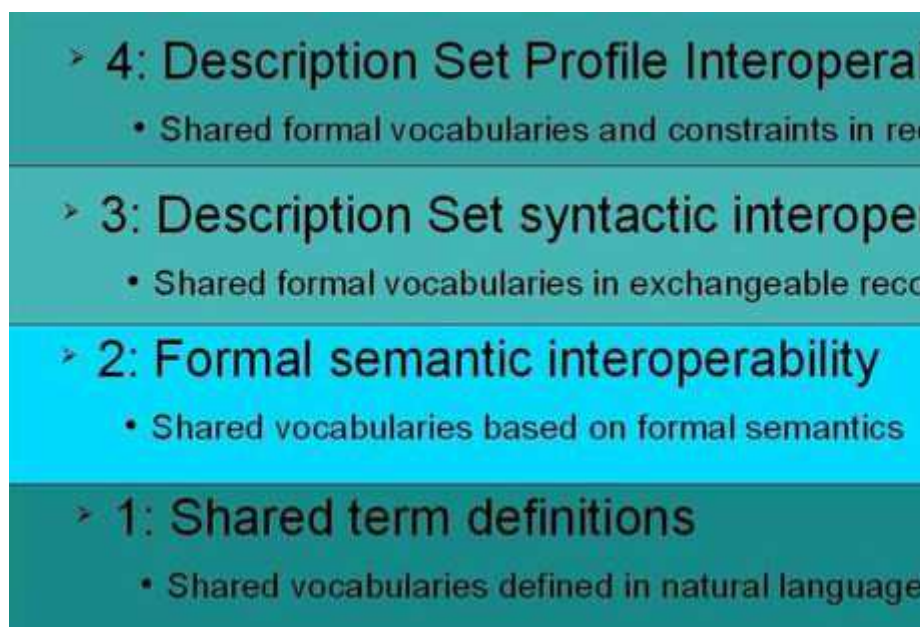 4: Description Set Profile Interopera
• Shared formal vocabularies and constraints in re
3: Description Set syntactic interope
• Shared formal vocabularies in exchangeable reco
2: Formal semantic interoperability
• Shared vocabularies based on formal semantics
1: Shared term definitions
• Shared vocabularies defined in natural language